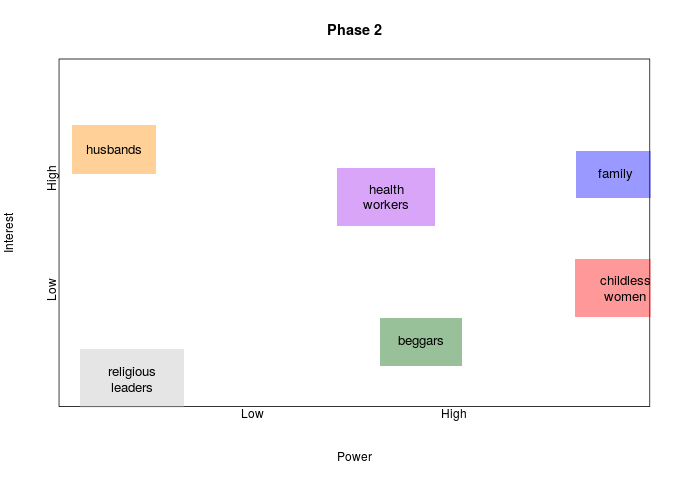 Phase 2
husbands
health
workers
family
childless
women
beggars
religious
leaders
High
Low
Interest
Low
High
Power